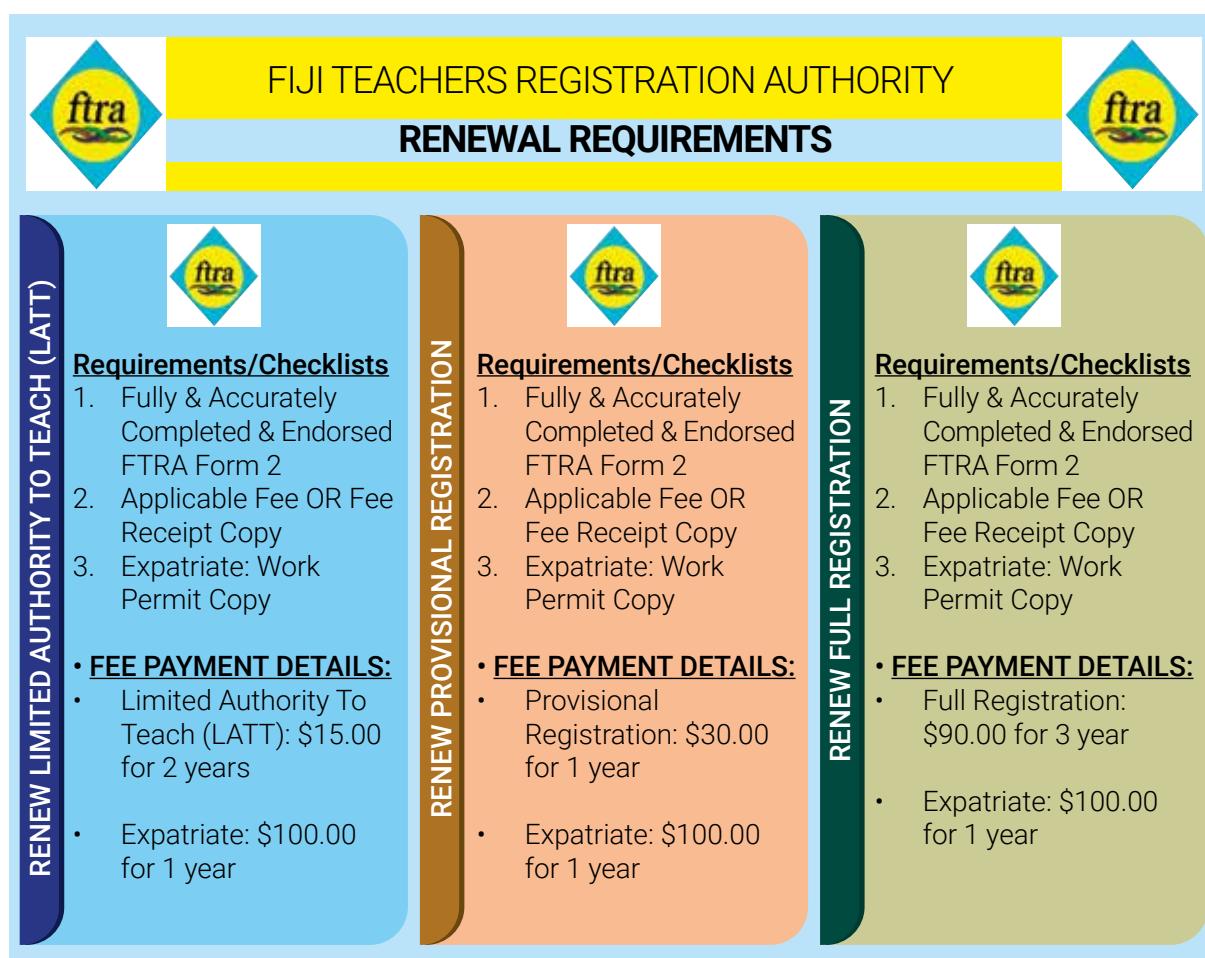 ftra
FIJI TEACHERS REGISTRATION AUTHORITY
RENEWAL REQUIREMENTS
ftra
RENEW LIMITED AUTHORITY TO TEACH (LATT)
ftra
Requirements/Checklists
1. Fully & Accurately
Completed & Endorsed
FTRA Form 2
2. Applicable Fee OR Fee
Receipt Copy
3. Expatriate: Work
Permit Copy
• FEE PAYMENT DETAILS:
• Limited Authority To
Teach (LATT): $15.00
for 2 years
• Expatriate: $100.00
for 1 year
RENEW PROVISIONAL REGISTRATION
ftra
Requirements/Checklists
1. Fully & Accurately
Completed & Endorsed
FTRA Form 2
2. Applicable Fee OR
Fee Receipt Copy
3. Expatriate: Work
Permit Copy
• FEE PAYMENT DETAILS:
• Provisional
Registration: $30.00
for 1 year
• Expatriate: $100.00
for 1 year
RENEW FULL REGISTRATION
ftra
Requirements/Checklists
1. Fully & Accurately
Completed & Endorsed
FTRA Form 2
2. Applicable Fee OR
Fee Receipt Copy
3. Expatriate: Work
Permit Copy
• FEE PAYMENT DETAILS:
• Full Registration:
$90.00 for 3 year
• Expatriate: $100.00
for 1 year